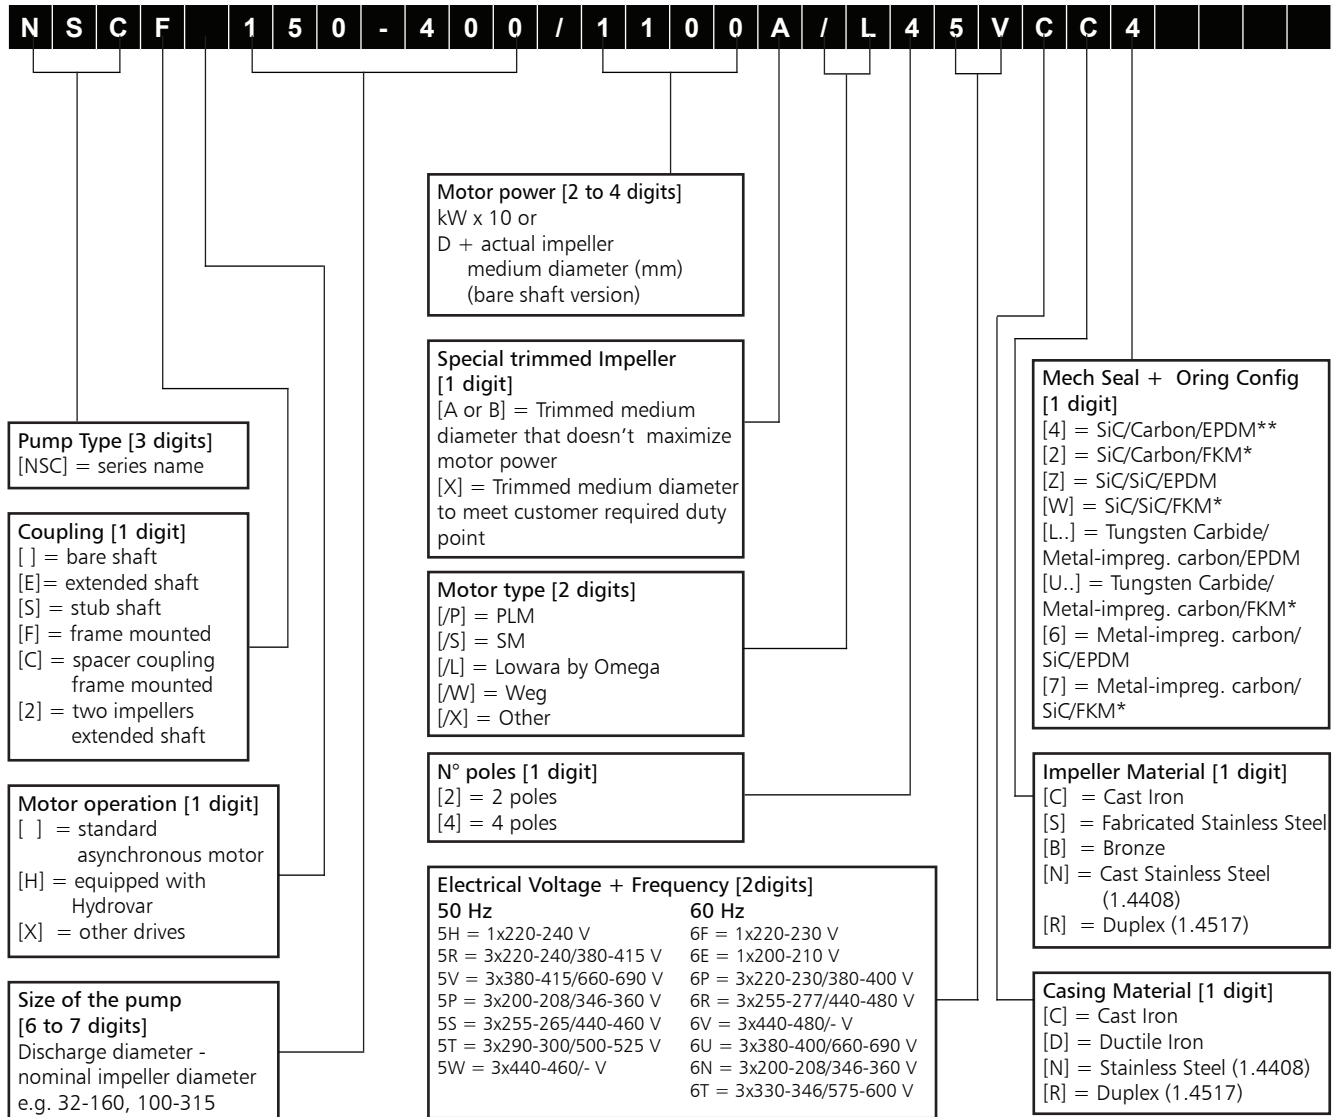 N S C F 1 5 0 - 4 0 0 / 1 1 0 0 A / L 4 5 V C C 4
Motor power [2 to 4 digits]
kW x 10 or
D + actual impeller
medium diameter (mm)
(bare shaft version)
Special trimmed Impeller
[1 digit]
[A or B] = Trimmed medium
diameter that doesn't maximize
motor power
[X] = Trimmed medium diameter
to meet customer required duty
point
Mech Seal + Oring Config
[1 digit]
[4] = SiC/Carbon/EPDM**
[2] = SiC/Carbon/FKM*
[Z] = SiC/SiC/EPDM
[W] = SiC/SiC/FKM*
[L..] = Tungsten Carbide/
Metal-impreg. carbon/EPDM
[U..] = Tungsten Carbide/
Metal-impreg. carbon/FKM*
[6] = Metal-impreg. carbon/
SiC/EPDM
[7] = Metal-impreg. carbon/
SiC/FKM*
Pump Type [3 digits]
[NSC] = series name
Coupling [1 digit]
[ ] = bare shaft
[E]= extended shaft
[S] = stub shaft
[F] = frame mounted
[C] = spacer coupling
frame mounted
[2] = two impellers
extended shaft
Motor type [2 digits]
[/P] = PLM
[/S] = SM
[/L] = Lowara by Omega
[/W] = Weg
[/X] = Other
N° poles [1 digit]
[2] = 2 poles
[4] = 4 poles
Impeller Material [1 digit]
[C] = Cast Iron
[S] = Fabricated Stainless Steel
[B] = Bronze
[N] = Cast Stainless Steel
(1.4408)
[R] = Duplex (1.4517)
Motor operation [1 digit]
[ ] = standard
asynchronous motor
[H] = equipped with
Hydrovar
[X] = other drives
Electrical Voltage + Frequency [2digits]
50 Hz
5H = 1x220-240 V
5R = 3x220-240/380-415 V
5V = 3x380-415/660-690 V
5P = 3x200-208/346-360 V
5S = 3x255-265/440-460 V
5T = 3x290-300/500-525 V
5W = 3x440-460/- V
60 Hz
6F = 1x220-230 V
6E = 1x200-210 V
6P = 3x220-230/380-400 V
6R = 3x255-277/440-480 V
6V = 3x440-480/- V
6U = 3x380-400/660-690 V
6N = 3x200-208/346-360 V
6T = 3x330-346/575-600 V
Casing Material [1 digit]
[C] = Cast Iron
[D] = Ductile Iron
[N] = Stainless Steel (1.4408)
[R] = Duplex (1.4517)
Size of the pump
[6 to 7 digits]
Discharge diameter -
nominal impeller diameter
e.g. 32-160, 100-315